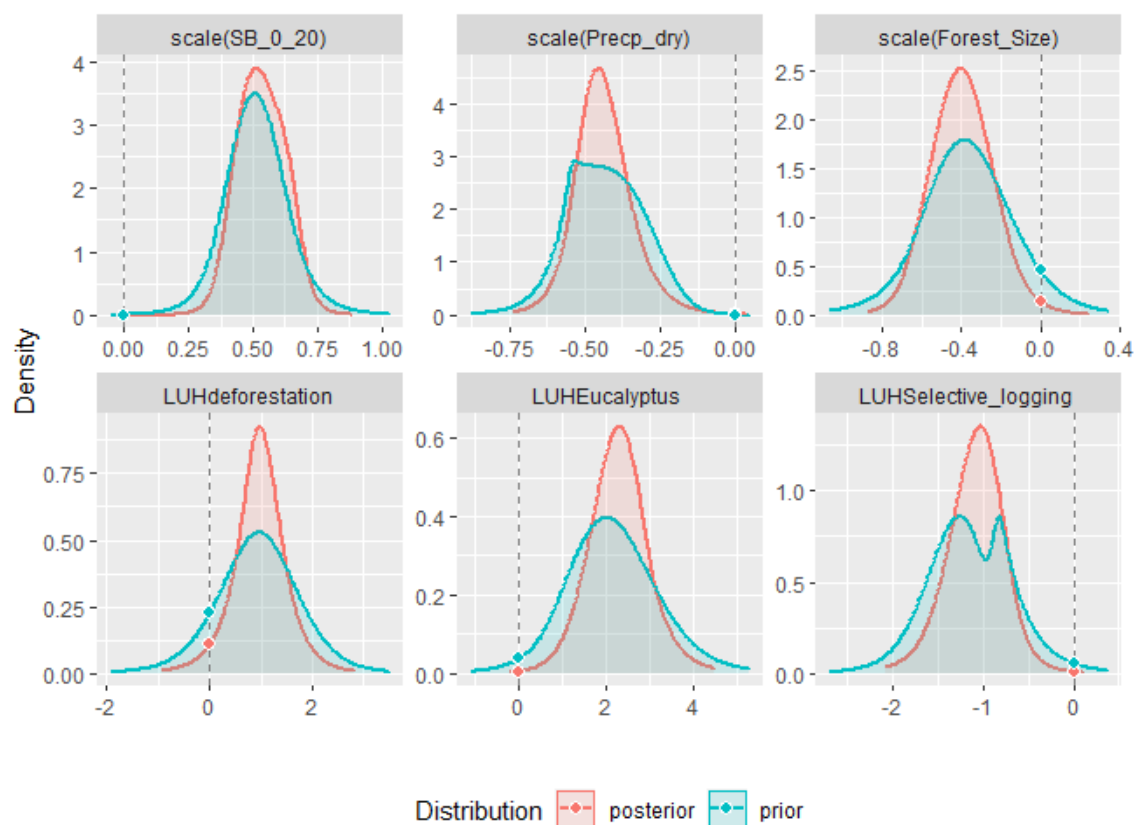 scale(SB_0_20)
scale(Precp_dry)
scale(Forest_Size)
4
3
2
1
0
0.00 0.25 0.50 0.75 1.00
4
3
2
1
0
-0.75 -0.50 -0.25 0.00
2.5
2.0
1.5
1.0
0.5
0.0
-0.8 -0.4 0.0 0.4
Density
LUHdeforestation
LUHEucalyptus
LUHSelective_logging
0.75
0.50
0.25
0.00
-2 0 2
0.6
0.4
0.2
0.0
0 2 4
1.0
0.5
0.0
-2 -1 0
Distribution posterior prior